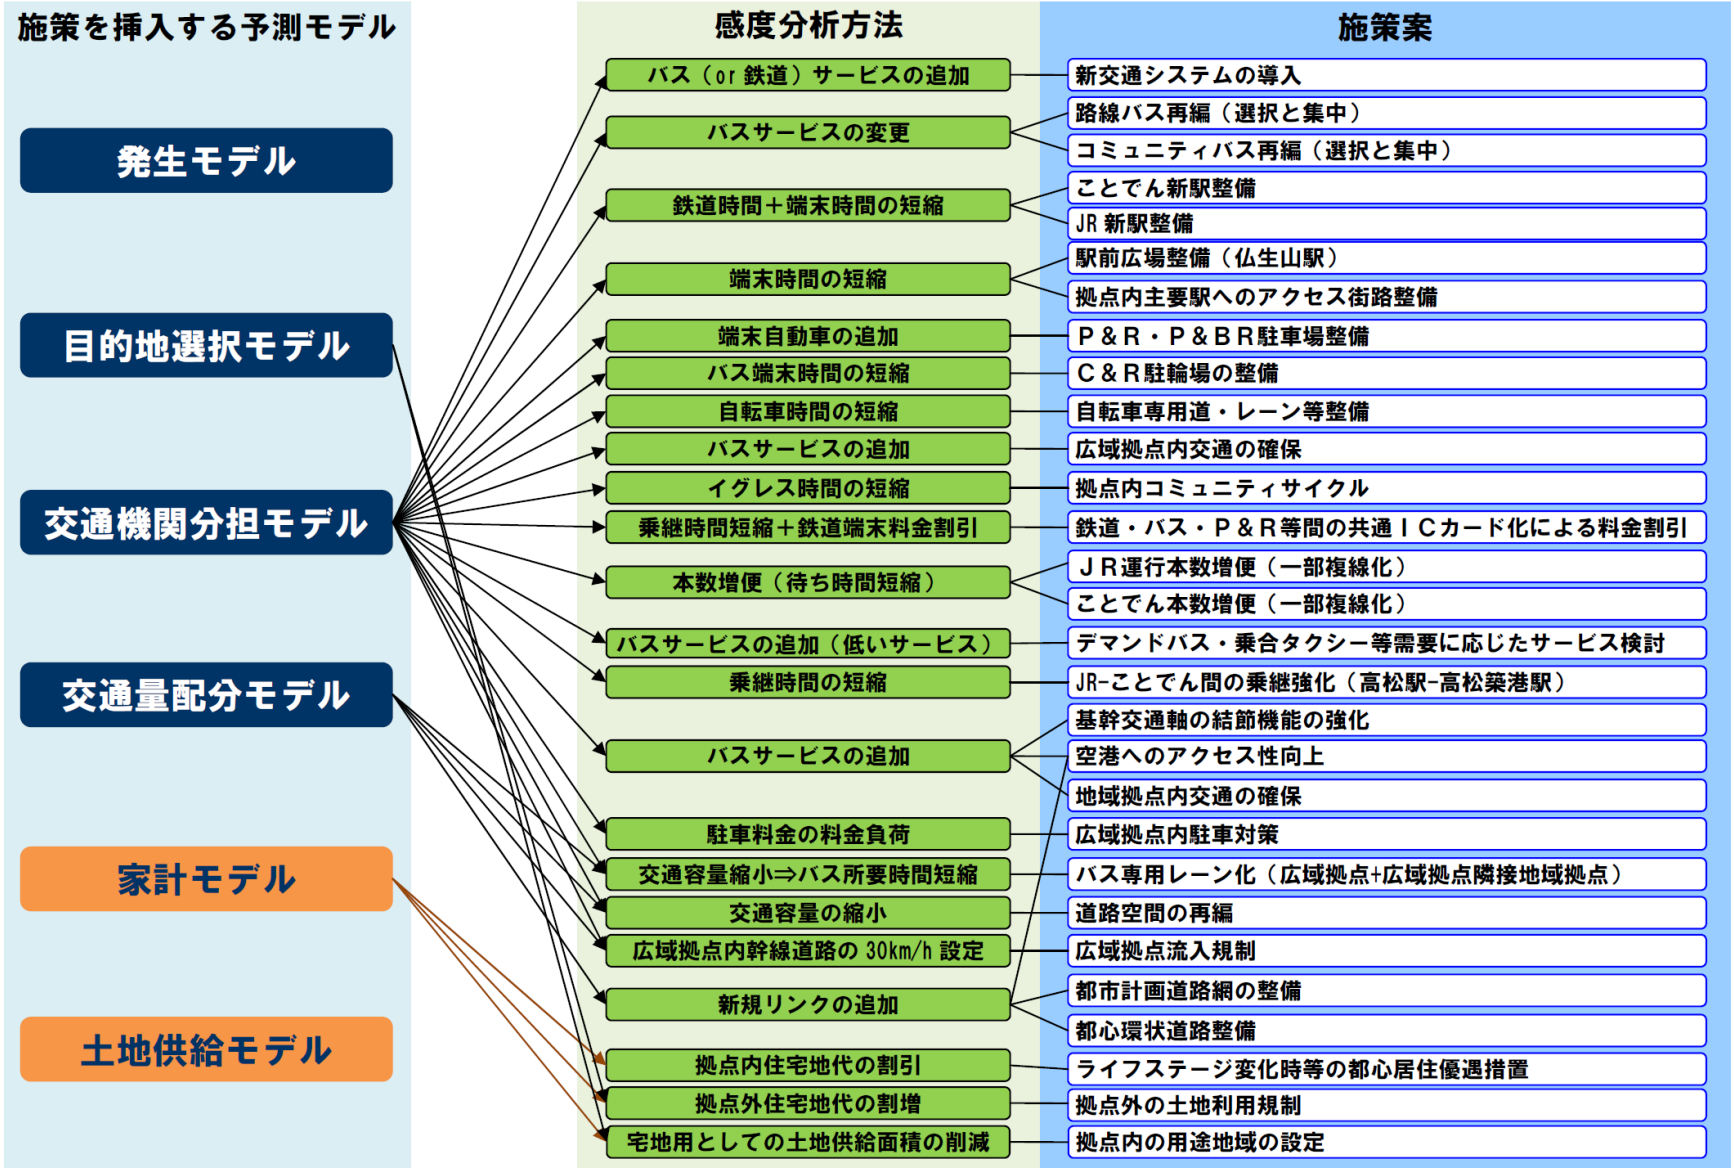 施策を挿入する予測モデル
発生モデル
目的地選択モデル
交通機関分担モデル
交通量配分モデル
家計モデル
土地供給モデル
感度分析方法
バス（or 鉄道）サービスの追加
バスサービスの変更
鉄道時間＋端末時間の短縮
端末時間の短縮
端末自動車の追加
バス端末時間の短縮
自転車時間の短縮
バスサービスの追加
イグレス時間の短縮
乗継時間短縮＋鉄道端末料金割引
本数増便（待ち時間短縮）
バスサービスの追加（低いサービス）
乗継時間の短縮
バスサービスの追加
駐車料金の料金負荷
交通容量縮小⇒バス所要時間短縮
交通容量の縮小
広域拠点内幹線道路の 30km/h 設定
新規リンクの追加
拠点内住宅地代の割引
拠点外住宅地代の割増
宅地用としての土地供給面積の削減
施策案
新交通システムの導入
路線バス再編（選択と集中）
コミュニティバス再編（選択と集中）
ことでん新駅整備
JR 新駅整備
駅前広場整備（仏生山駅）
拠点内主要駅へのアクセス街路整備
Ｐ＆Ｒ・Ｐ＆ＢＲ駐車場整備
Ｃ＆Ｒ駐輪場の整備
自転車専用道・レーン等整備
広域拠点内交通の確保
拠点内コミュニティサイクル
鉄道・バス・Ｐ＆Ｒ等間の共通ＩＣカード化による料金割引
ＪＲ運行本数増便（一部複線化）
ことでん本数増便（一部複線化）
デマンドバス・乗合タクシー等需要に応じたサービス検討
JR-ことでん間の乗継強化（高松駅-高松築港駅）
基幹交通軸の結節機能の強化
空港へのアクセス性向上
地域拠点内交通の確保
広域拠点内駐車対策
バス専用レーン化（広域拠点+広域拠点隣接地域拠点）
道路空間の再編
広域拠点流入規制
都市計画道路網の整備
都心環状道路整備
ライフステージ変化時等の都心居住優遇措置
拠点外の土地利用規制
拠点内の用途地域の設定